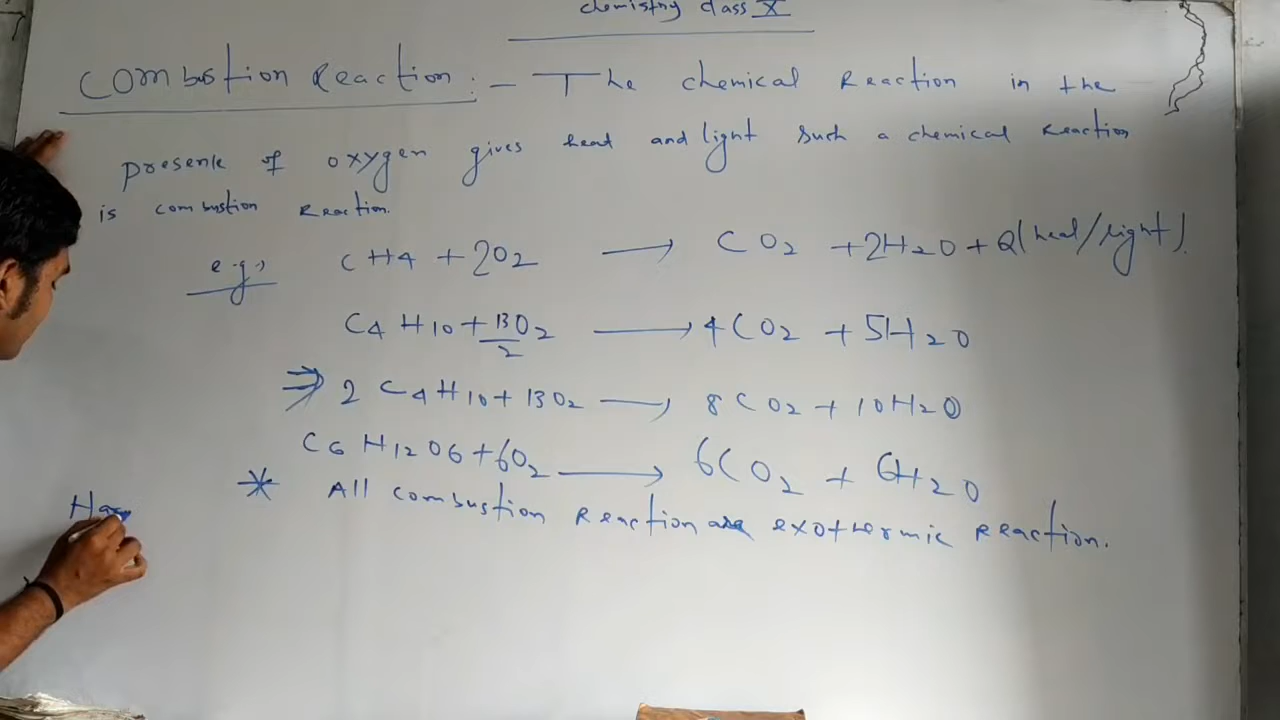 chemistry class X
Combustion Reaction :- The chemical Reaction in the
presence of oxygen gives heat and light such a chemical Reaction
is combustion Reaction.
e.g., CH4 + 2O2 → CO2 + 2H2O + Q(heat/light).
C4H10 + 13/2 O2 → 4CO2 + 5H2O
⇒ 2C4H10 + 13O2 → 8CO2 + 10H2O
C6H12O6 + 6O2 → 6CO2 + 6H2O
* All combustion Reaction are exothermic Reaction.